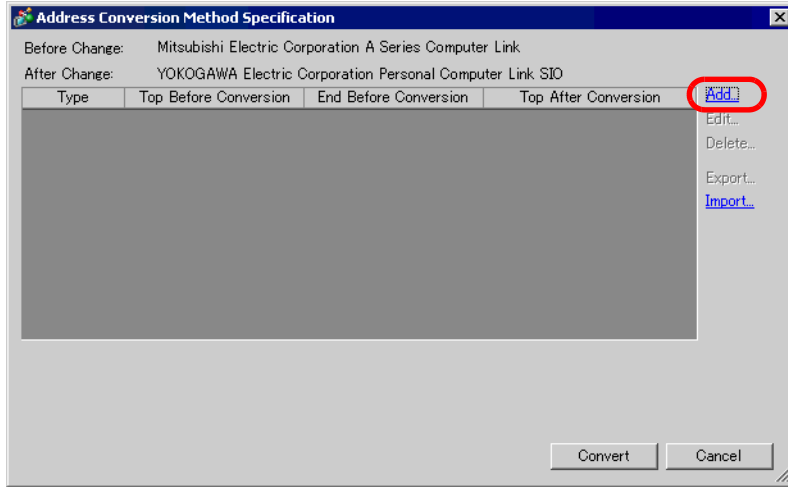 Address Conversion Method Specification
Before Change: Mitsubishi Electric Corporation A Series Computer Link
After Change: YOKOGAWA Electric Corporation Personal Computer Link SIO
Type Top Before Conversion End Before Conversion Top After Conversion
Add...
Edit...
Delete...
Export...
Import...
Convert Cancel